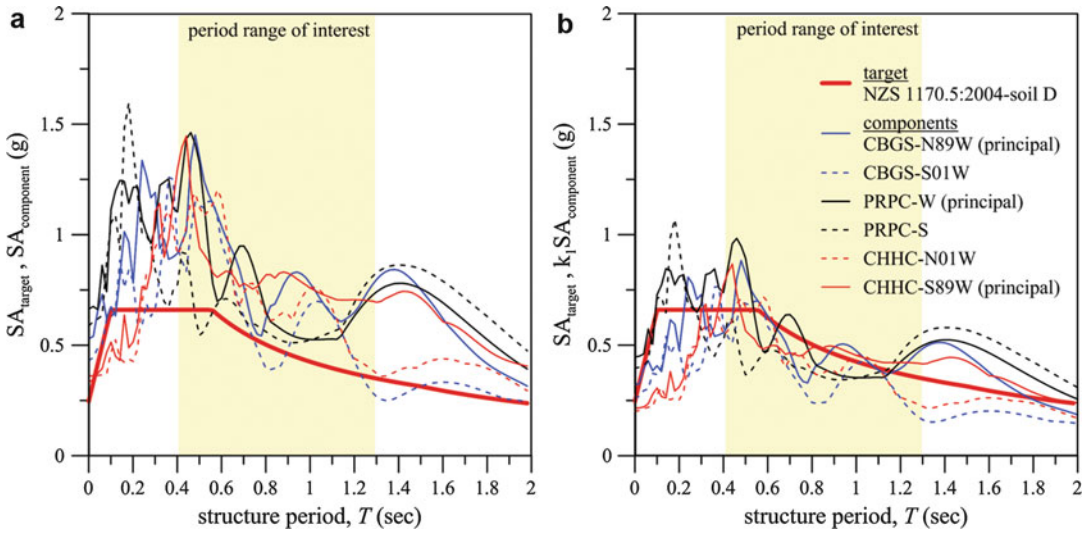 a
period range of interest
2
1.5
1
0.5
0
SA_target , SA_component (g)
0 0.2 0.4 0.6 0.8 1 1.2 1.4 1.6 1.8 2
structure period, T (sec)
b
period range of interest
2
1.5
1
0.5
0
SA_target , k₁SA_component (g)
target
NZS 1170.5:2004-soil D
components
CBGS-N89W (principal)
CBGS-S01W
PRPC-W (principal)
PRPC-S
CHHC-N01W
CHHC-S89W (principal)
0 0.2 0.4 0.6 0.8 1 1.2 1.4 1.6 1.8 2
structure period, T (sec)